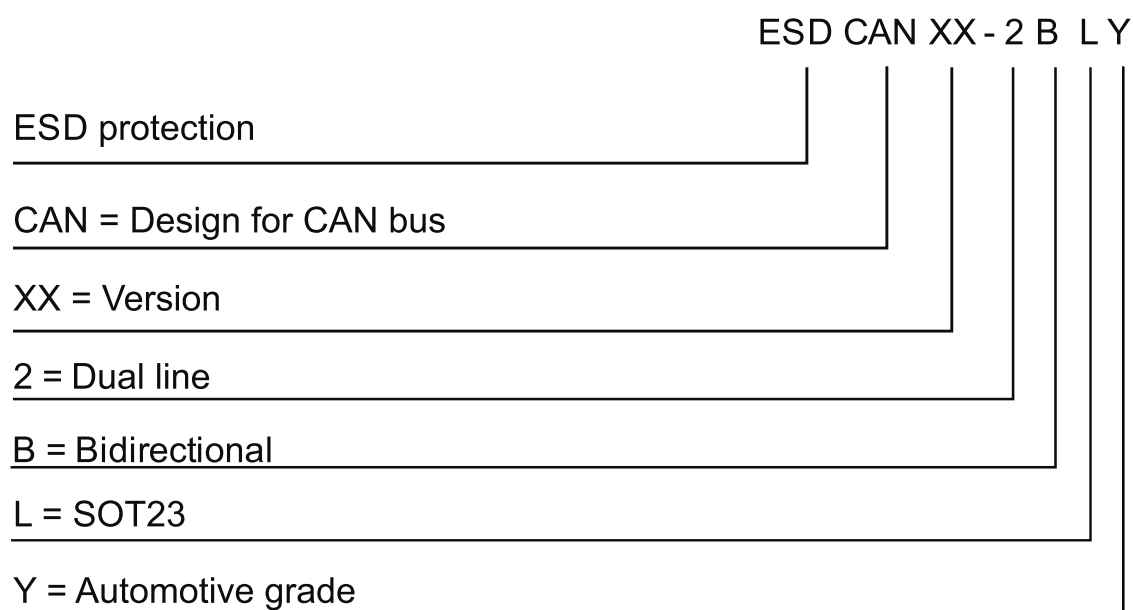 ESD CAN XX - 2 B L Y
ESD protection
CAN = Design for CAN bus
XX = Version
2 = Dual line
B = Bidirectional
L = SOT23
Y = Automotive grade